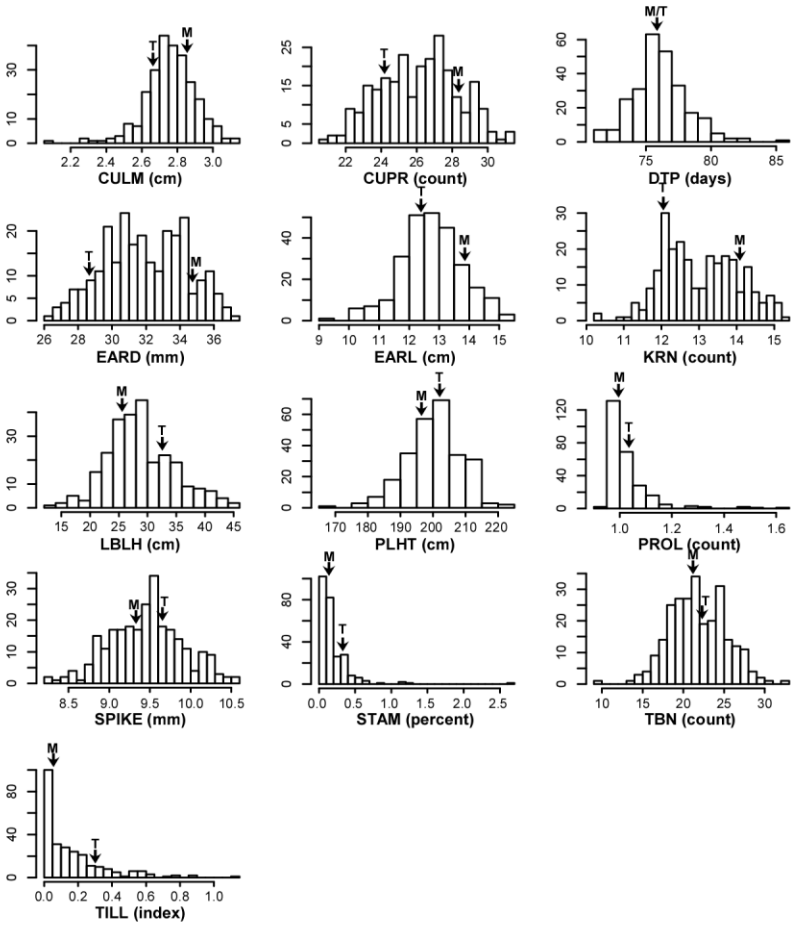 T M
0 10 30
2.2 2.4 2.6 2.8 3.0
CULM (cm)
T M
0 5 15 25
22 24 26 28 30
CUPR (count)
M/T
0 20 40 60
75 80 85
DTP (days)
T M
0 5 10 20
26 28 30 32 34 36
EARD (mm)
T M
0 20 40
9 10 11 12 13 14 15
EARL (cm)
T M
0 10 20 30
10 11 12 13 14 15
KRN (count)
M T
0 10 30
15 20 25 30 35 40 45
LBLH (cm)
M T
0 20 40 60
170 180 190 200 210 220
PLHT (cm)
M T
0 40 80 120
1.0 1.2 1.4 1.6
PROL (count)
M T
0 10 20 30
8.5 9.0 9.5 10.0 10.5
SPIKE (mm)
M T
0 40 80
0.0 0.5 1.0 1.5 2.0 2.5
STAM (percent)
M T
0 10 20 30
10 15 20 25 30
TBN (count)
M T
0 40 80
0.0 0.2 0.4 0.6 0.8 1.0
TILL (index)